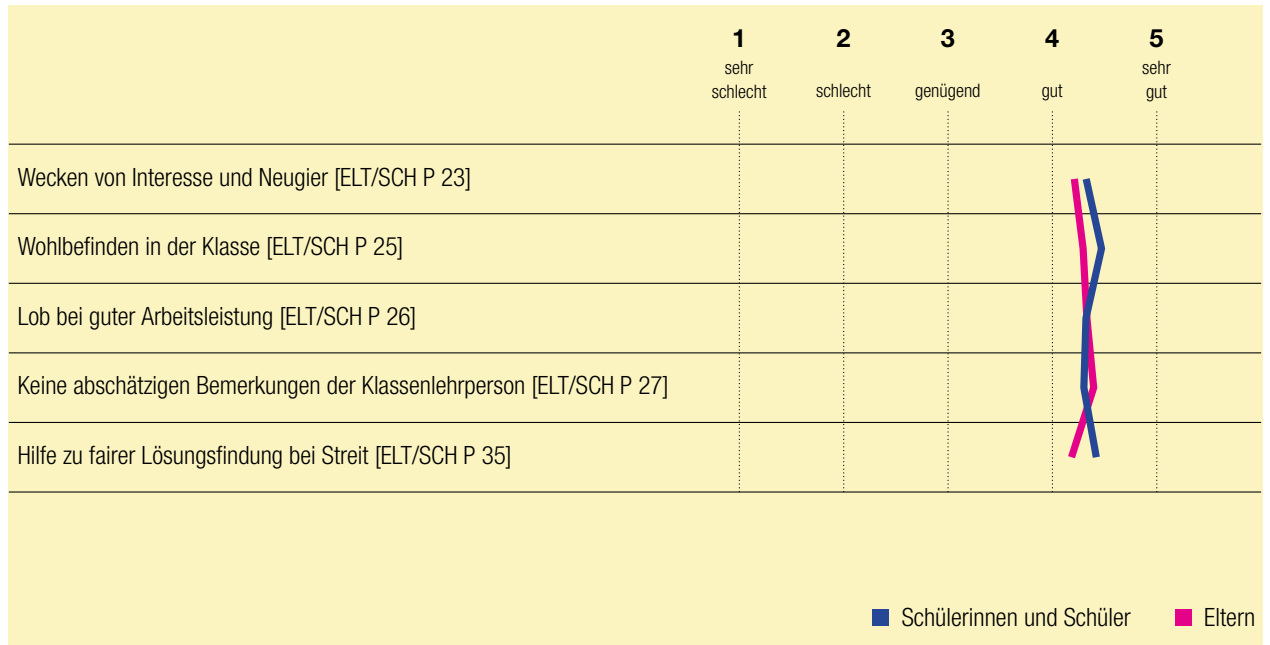 1 2 3 4 5
sehr schlecht schlecht genügend gut sehr gut
Wecken von Interesse und Neugier [ELT/SCH P 23]
Wohlbefinden in der Klasse [ELT/SCH P 25]
Lob bei guter Arbeitsleistung [ELT/SCH P 26]
Keine abschätzigen Bemerkungen der Klassenlehrperson [ELT/SCH P 27]
Hilfe zu fairer Lösungsfindung bei Streit [ELT/SCH P 35]
Schülerinnen und Schüler Eltern